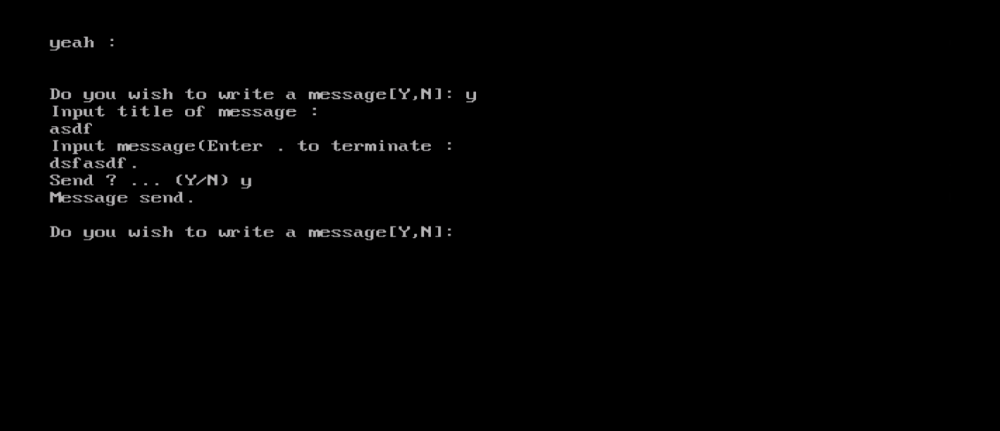 yeah :
Do you wish to write a message[Y,N]: y
Input title of message :
asdf
Input message(Enter . to terminate :
dsfasdf.
Send ? ... (Y/N) y
Message send.
Do you wish to write a message[Y,N]: